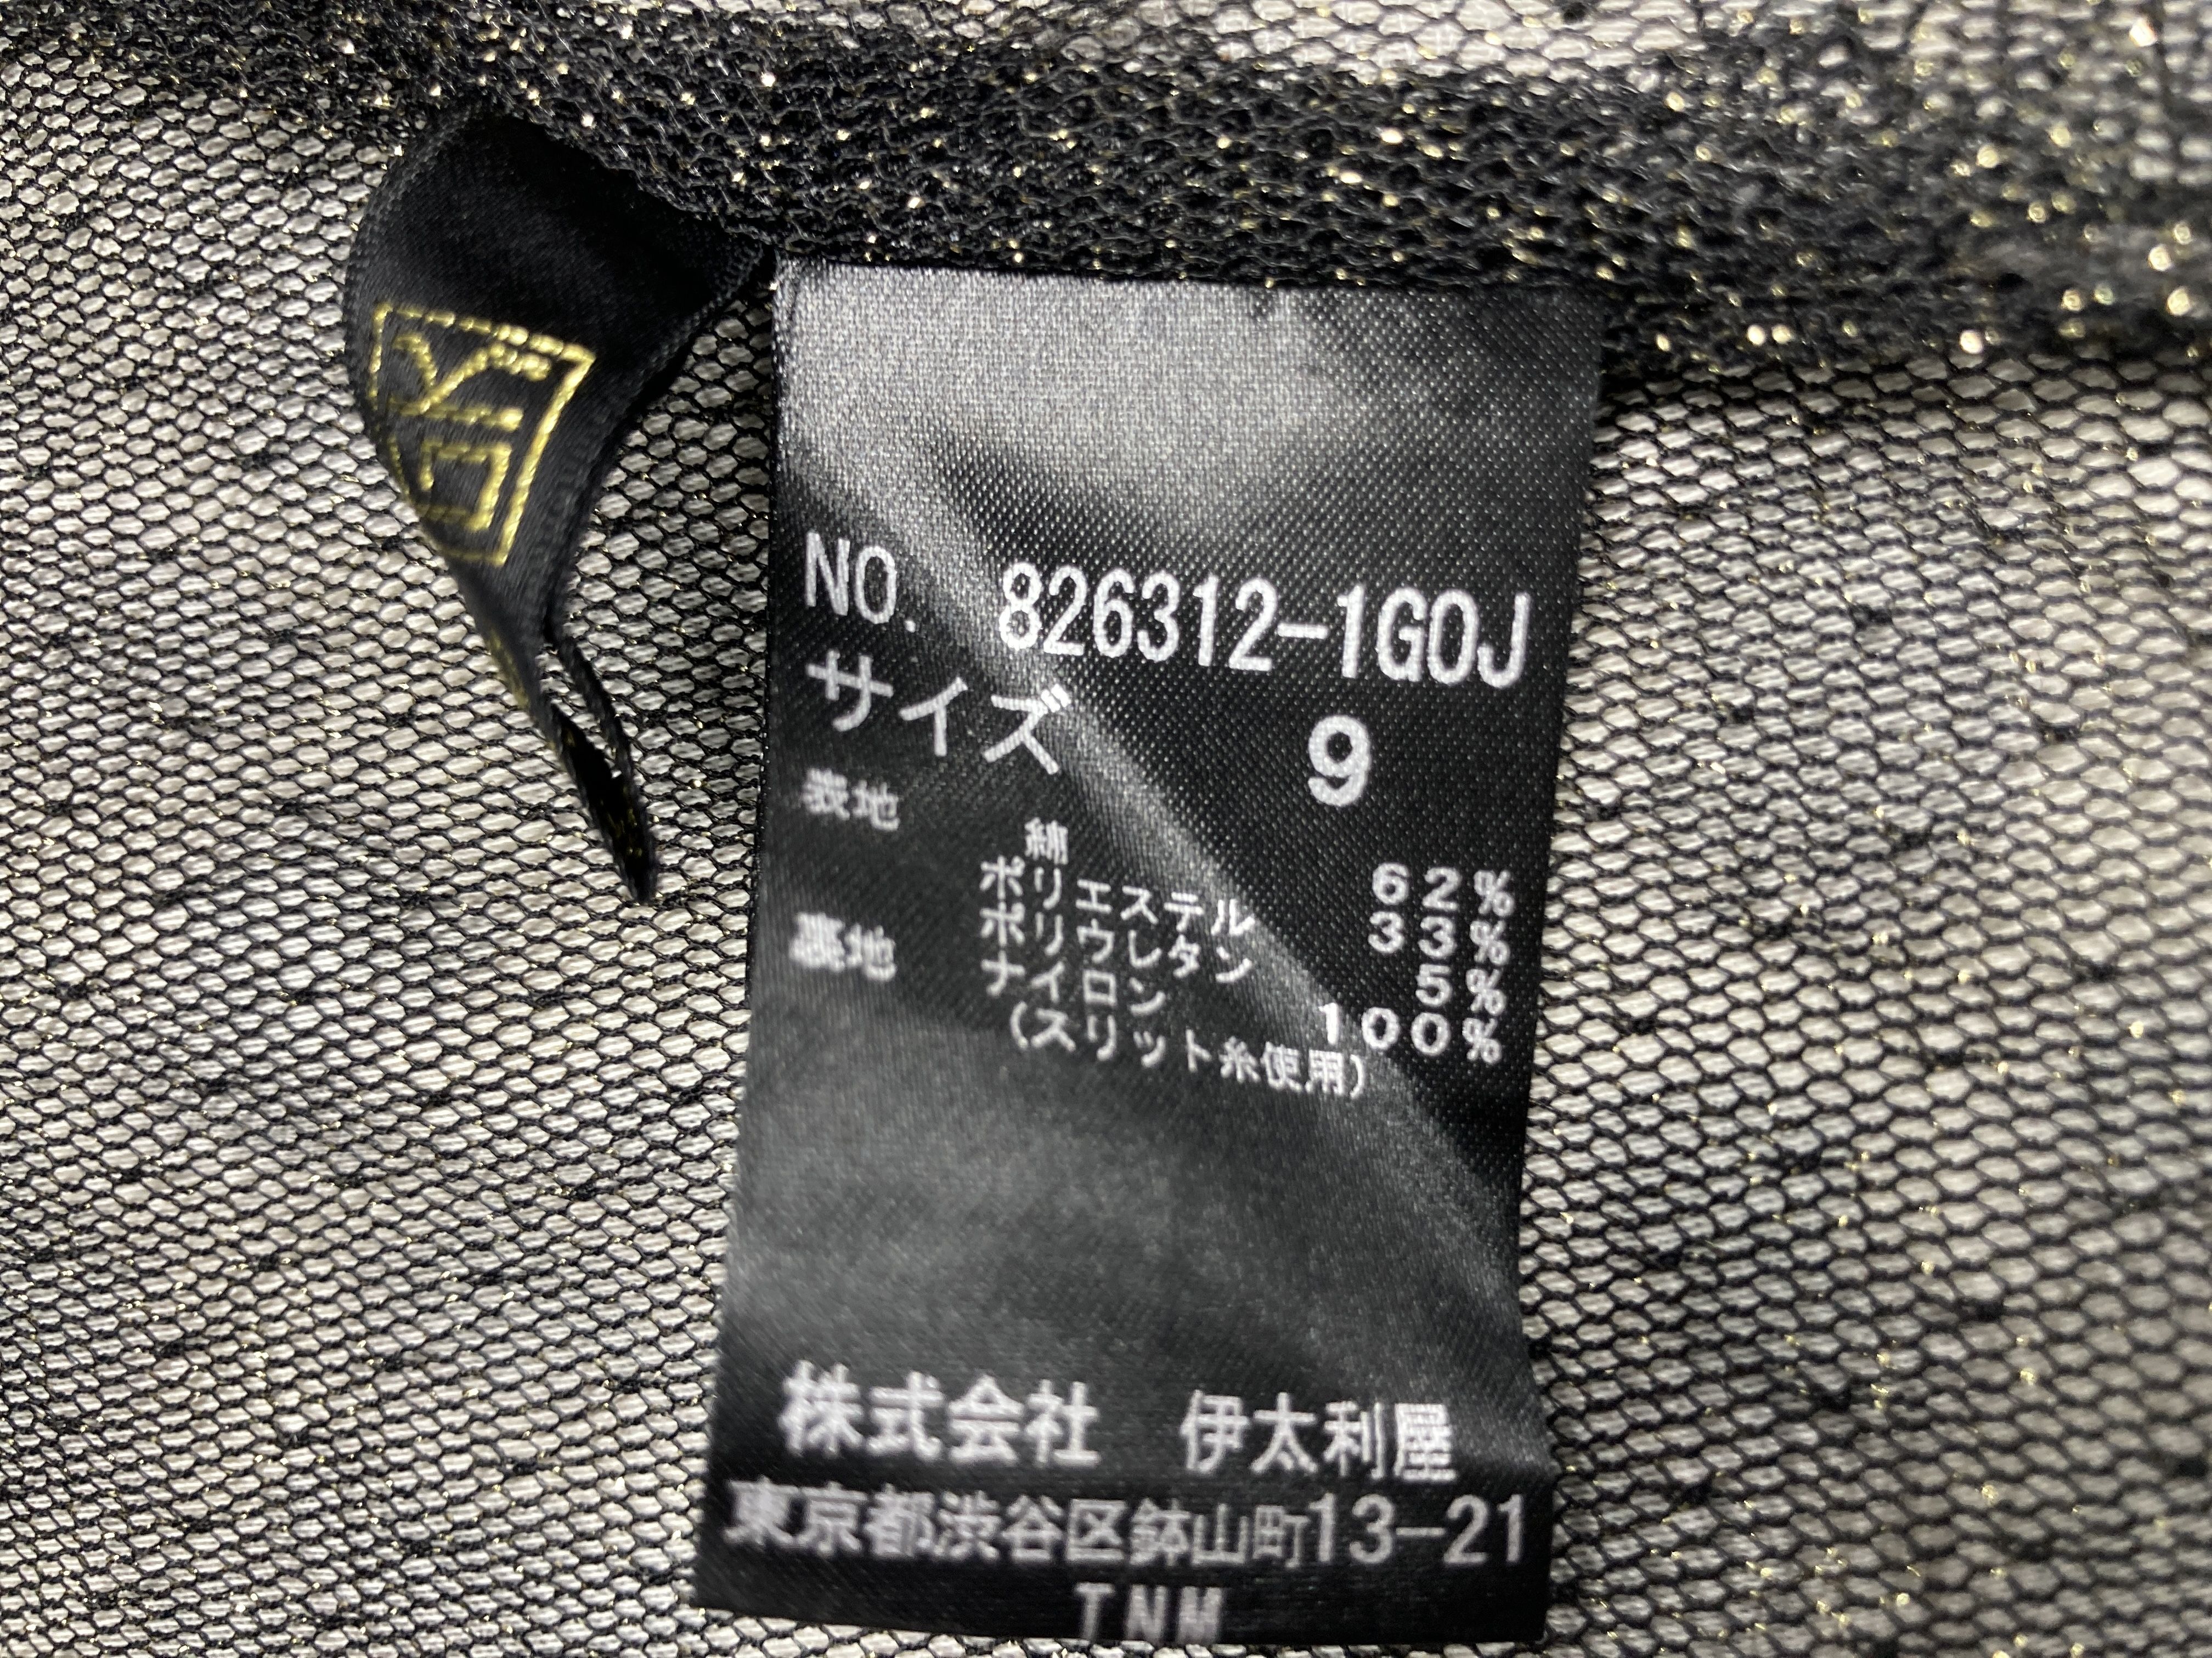 NO. 826312-1GOJ
サイズ 9
表地
綿 62%
ポリエステル 33%
ポリウレタン 5%
裏地 ナイロン 100%
(スリット糸使用)
株式会社 伊太利屋
東京都渋谷区鉢山町13-21
TNM